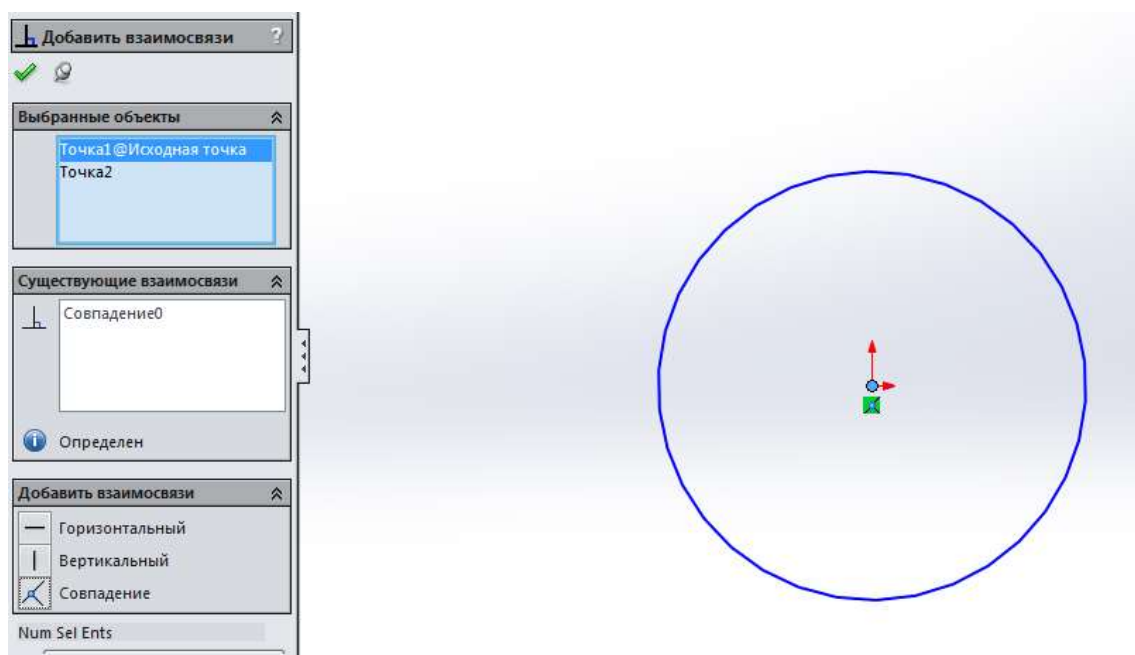 Добавить взаимосвязи ?
Выбранные объекты
Точка1@Исходная точка
Точка2
Существующие взаимосвязи
Совпадение0
Определен
Добавить взаимосвязи
Горизонтальный
Вертикальный
Совпадение
Num Sel Ents